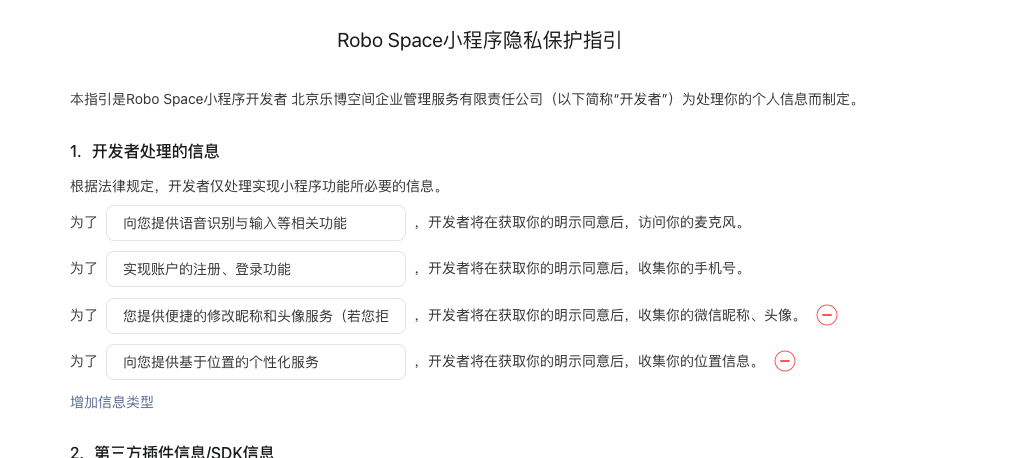 Robo Space小程序隐私保护指引
本指引是Robo Space小程序开发者 北京乐博空间企业管理服务有限责任公司（以下简称“开发者”）为处理你的个人信息而制定。
1. 开发者处理的信息
根据法律规定，开发者仅处理实现小程序功能所必要的信息。
为了 向您提供语音识别与输入等相关功能 ，开发者将在获取你的明示同意后，访问你的麦克风。
为了 实现账户的注册、登录功能 ，开发者将在获取你的明示同意后，收集你的手机号。
为了 您提供便捷的修改昵称和头像服务（若您拒 ，开发者将在获取你的明示同意后，收集你的微信昵称、头像。
为了 向您提供基于位置的个性化服务 ，开发者将在获取你的明示同意后，收集你的位置信息。
增加信息类型
2. 第三方插件信息/SDK信息